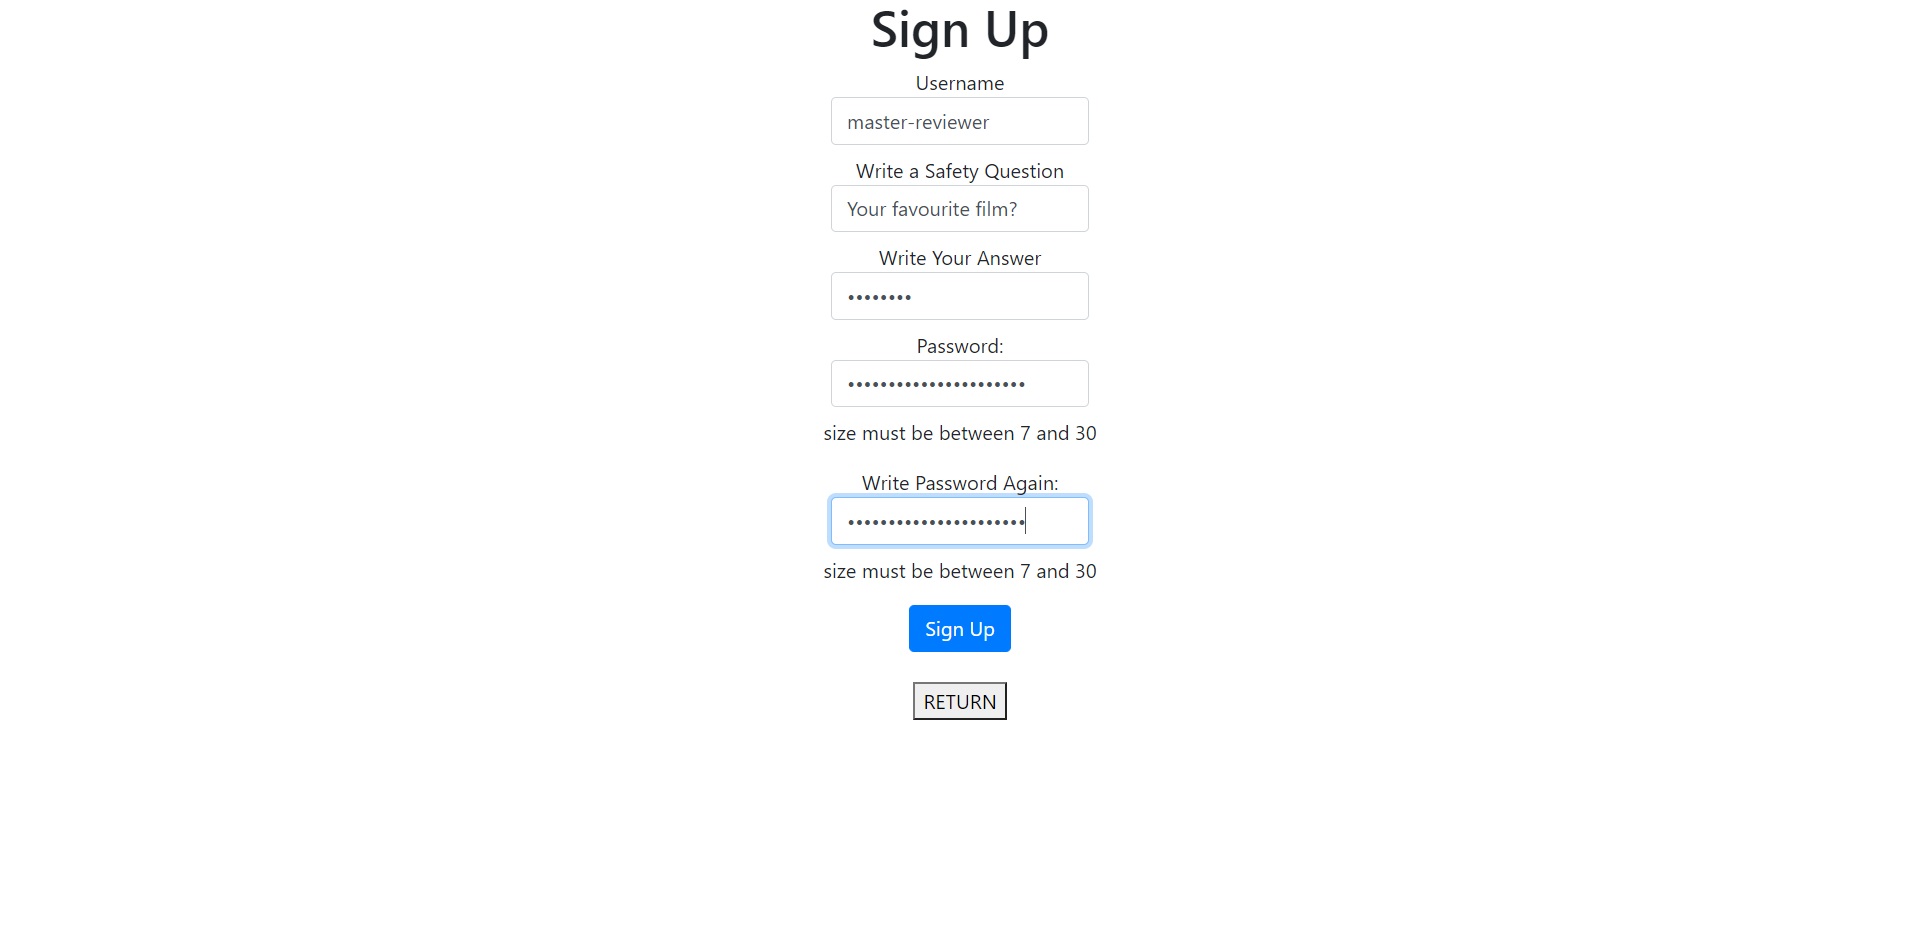 Sign Up
Username
master-reviewer
Write a Safety Question
Your favourite film?
Write Your Answer
••••••••
Password:
••••••••••••••••••••••
size must be between 7 and 30
Write Password Again:
••••••••••••••••••••••
size must be between 7 and 30
Sign Up
RETURN